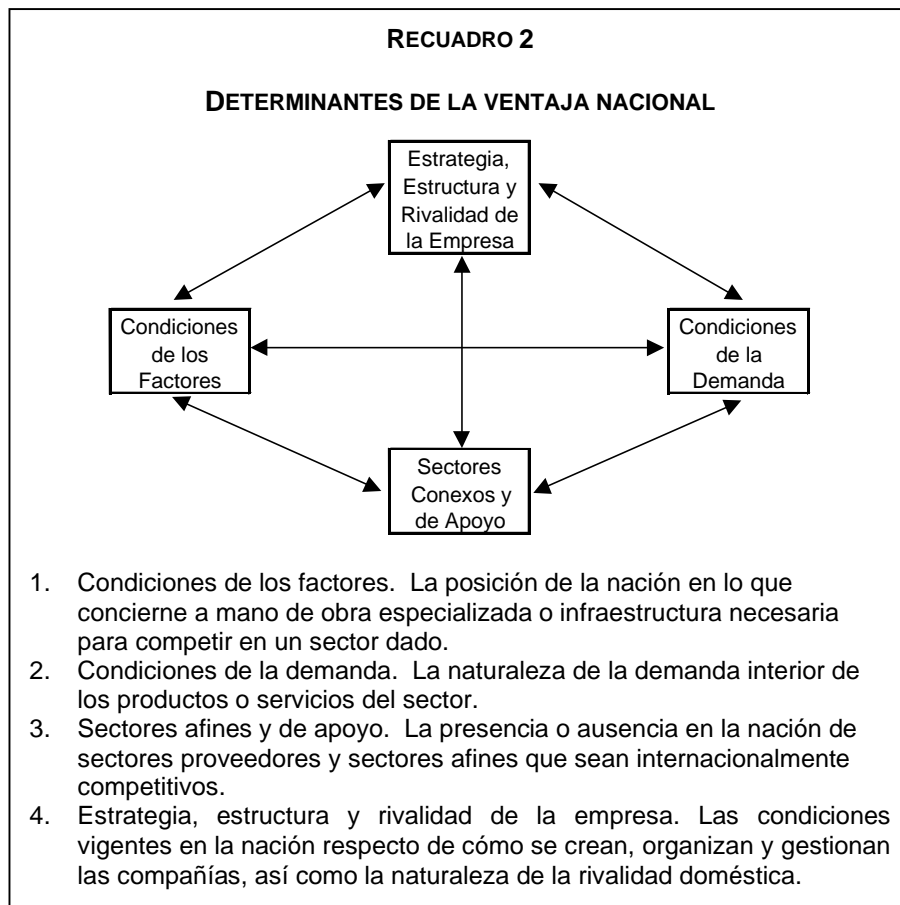 RECUADRO 2
DETERMINANTES DE LA VENTAJA NACIONAL
Estrategia,
Estructura y
Rivalidad de
la Empresa
Condiciones
de los
Factores
Condiciones
de la
Demanda
Sectores
Conexos y
de Apoyo
1. Condiciones de los factores. La posición de la nación en lo que
concierne a mano de obra especializada o infraestructura necesaria
para competir en un sector dado.
2. Condiciones de la demanda. La naturaleza de la demanda interior de
los productos o servicios del sector.
3. Sectores afines y de apoyo. La presencia o ausencia en la nación de
sectores proveedores y sectores afines que sean internacionalmente
competitivos.
4. Estrategia, estructura y rivalidad de la empresa. Las condiciones
vigentes en la nación respecto de cómo se crean, organizan y gestionan
las compañías, así como la naturaleza de la rivalidad doméstica.